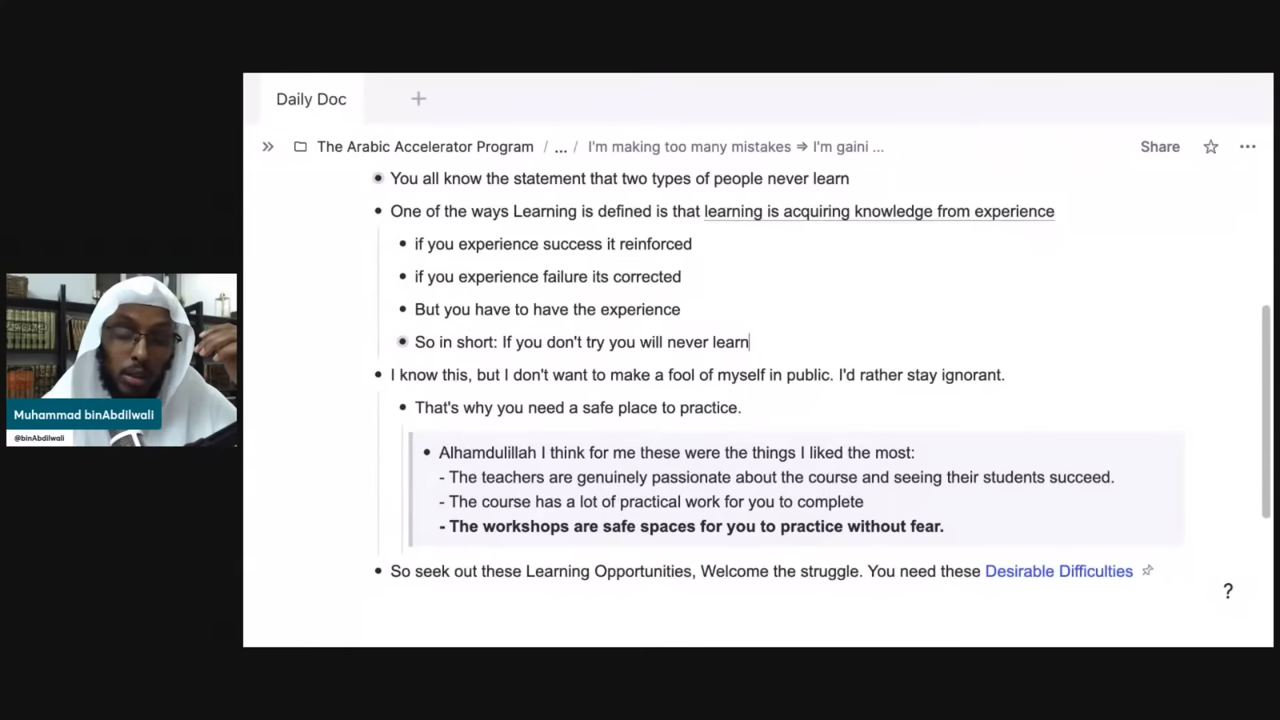 Daily Doc
The Arabic Accelerator Program / ... / I'm making too many mistakes ⇒ I'm gaini ...
Share
You all know the statement that two types of people never learn
One of the ways Learning is defined is that learning is acquiring knowledge from experience
if you experience success it reinforced
if you experience failure its corrected
But you have to have the experience
So in short: If you don't try you will never learn
I know this, but I don't want to make a fool of myself in public. I'd rather stay ignorant.
That's why you need a safe place to practice.
Alhamdulillah I think for me these were the things I liked the most:
- The teachers are genuinely passionate about the course and seeing their students succeed.
- The course has a lot of practical work for you to complete
- The workshops are safe spaces for you to practice without fear.
So seek out these Learning Opportunities, Welcome the struggle. You need these Desirable Difficulties
?
Muhammad binAbdilwali
@binAbdilwali